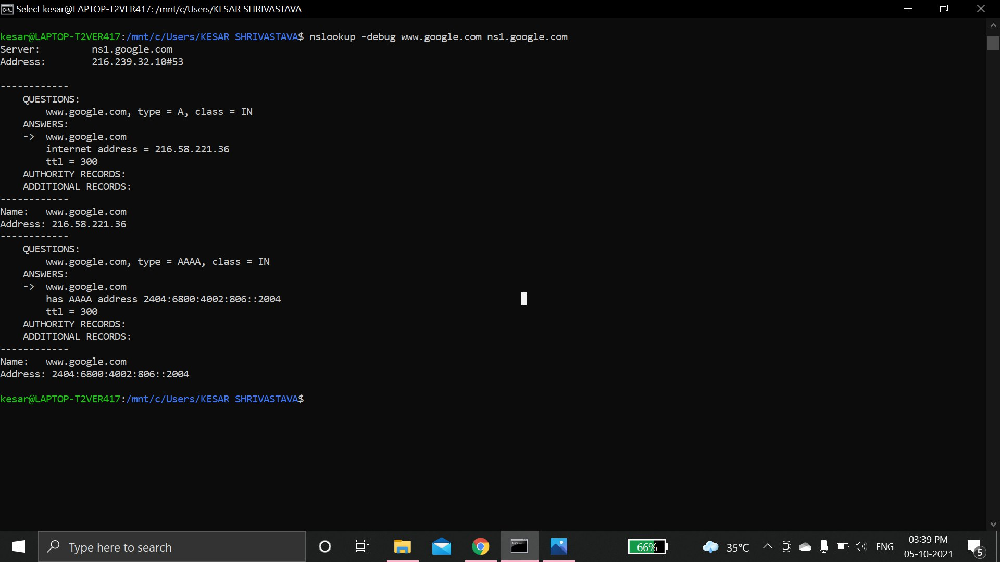 Select kesar@LAPTOP-T2VER417: /mnt/c/Users/KESAR SHRIVASTAVA
kesar@LAPTOP-T2VER417:/mnt/c/Users/KESAR SHRIVASTAVA$ nslookup -debug www.google.com ns1.google.com
Server:         ns1.google.com
Address:        216.239.32.10#53
------------
    QUESTIONS:
        www.google.com, type = A, class = IN
    ANSWERS:
    ->  www.google.com
        internet address = 216.58.221.36
        ttl = 300
    AUTHORITY RECORDS:
    ADDITIONAL RECORDS:
------------
Name:   www.google.com
Address: 216.58.221.36
------------
    QUESTIONS:
        www.google.com, type = AAAA, class = IN
    ANSWERS:
    ->  www.google.com
        has AAAA address 2404:6800:4002:806::2004
        ttl = 300
    AUTHORITY RECORDS:
    ADDITIONAL RECORDS:
------------
Name:   www.google.com
Address: 2404:6800:4002:806::2004
kesar@LAPTOP-T2VER417:/mnt/c/Users/KESAR SHRIVASTAVA$
Type here to search
66%
35°C
ENG
03:39 PM
05-10-2021
5